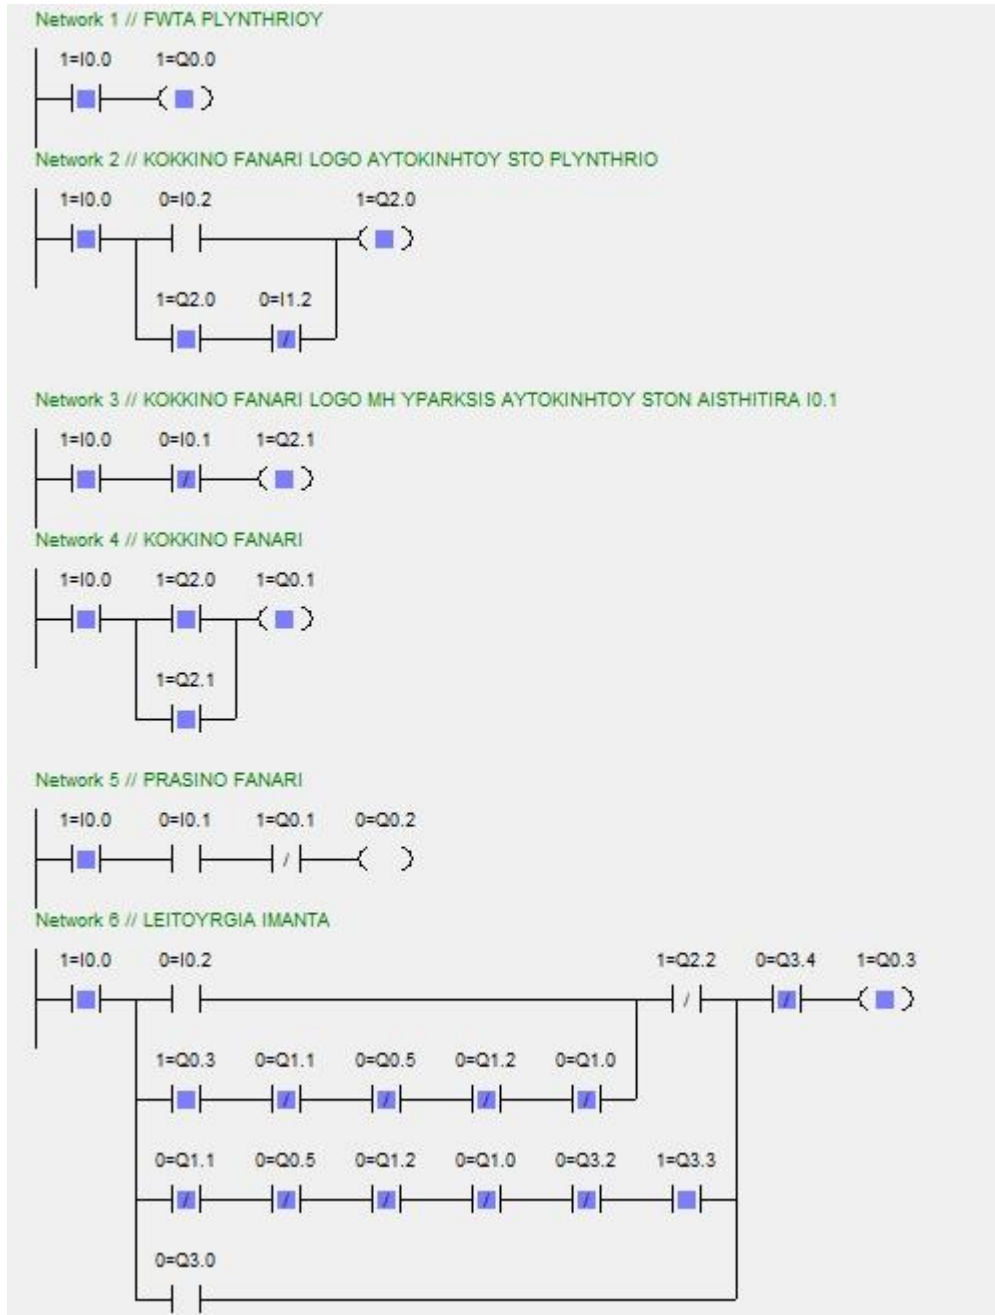 Network 1 // FWTA PLYNTHRIOY
1=I0.0 1=Q0.0
Network 2 // KOKKINO FANARI LOGO AYTOKINHTOY STO PLYNTHRIO
1=I0.0 0=I0.2 1=Q2.0
1=Q2.0 0=I1.2
Network 3 // KOKKINO FANARI LOGO MH YPARKSIS AYTOKINHTOY STON AISTHITIRA I0.1
1=I0.0 0=I0.1 1=Q2.1
Network 4 // KOKKINO FANARI
1=I0.0 1=Q2.0 1=Q0.1
1=Q2.1
Network 5 // PRASINO FANARI
1=I0.0 0=I0.1 1=Q0.1 0=Q0.2
Network 6 // LEITOYRGIA IMANTA
1=I0.0 0=I0.2 1=Q2.2 0=Q3.4 1=Q0.3
1=Q0.3 0=Q1.1 0=Q0.5 0=Q1.2 0=Q1.0
0=Q1.1 0=Q0.5 0=Q1.2 0=Q1.0 0=Q3.2 1=Q3.3
0=Q3.0